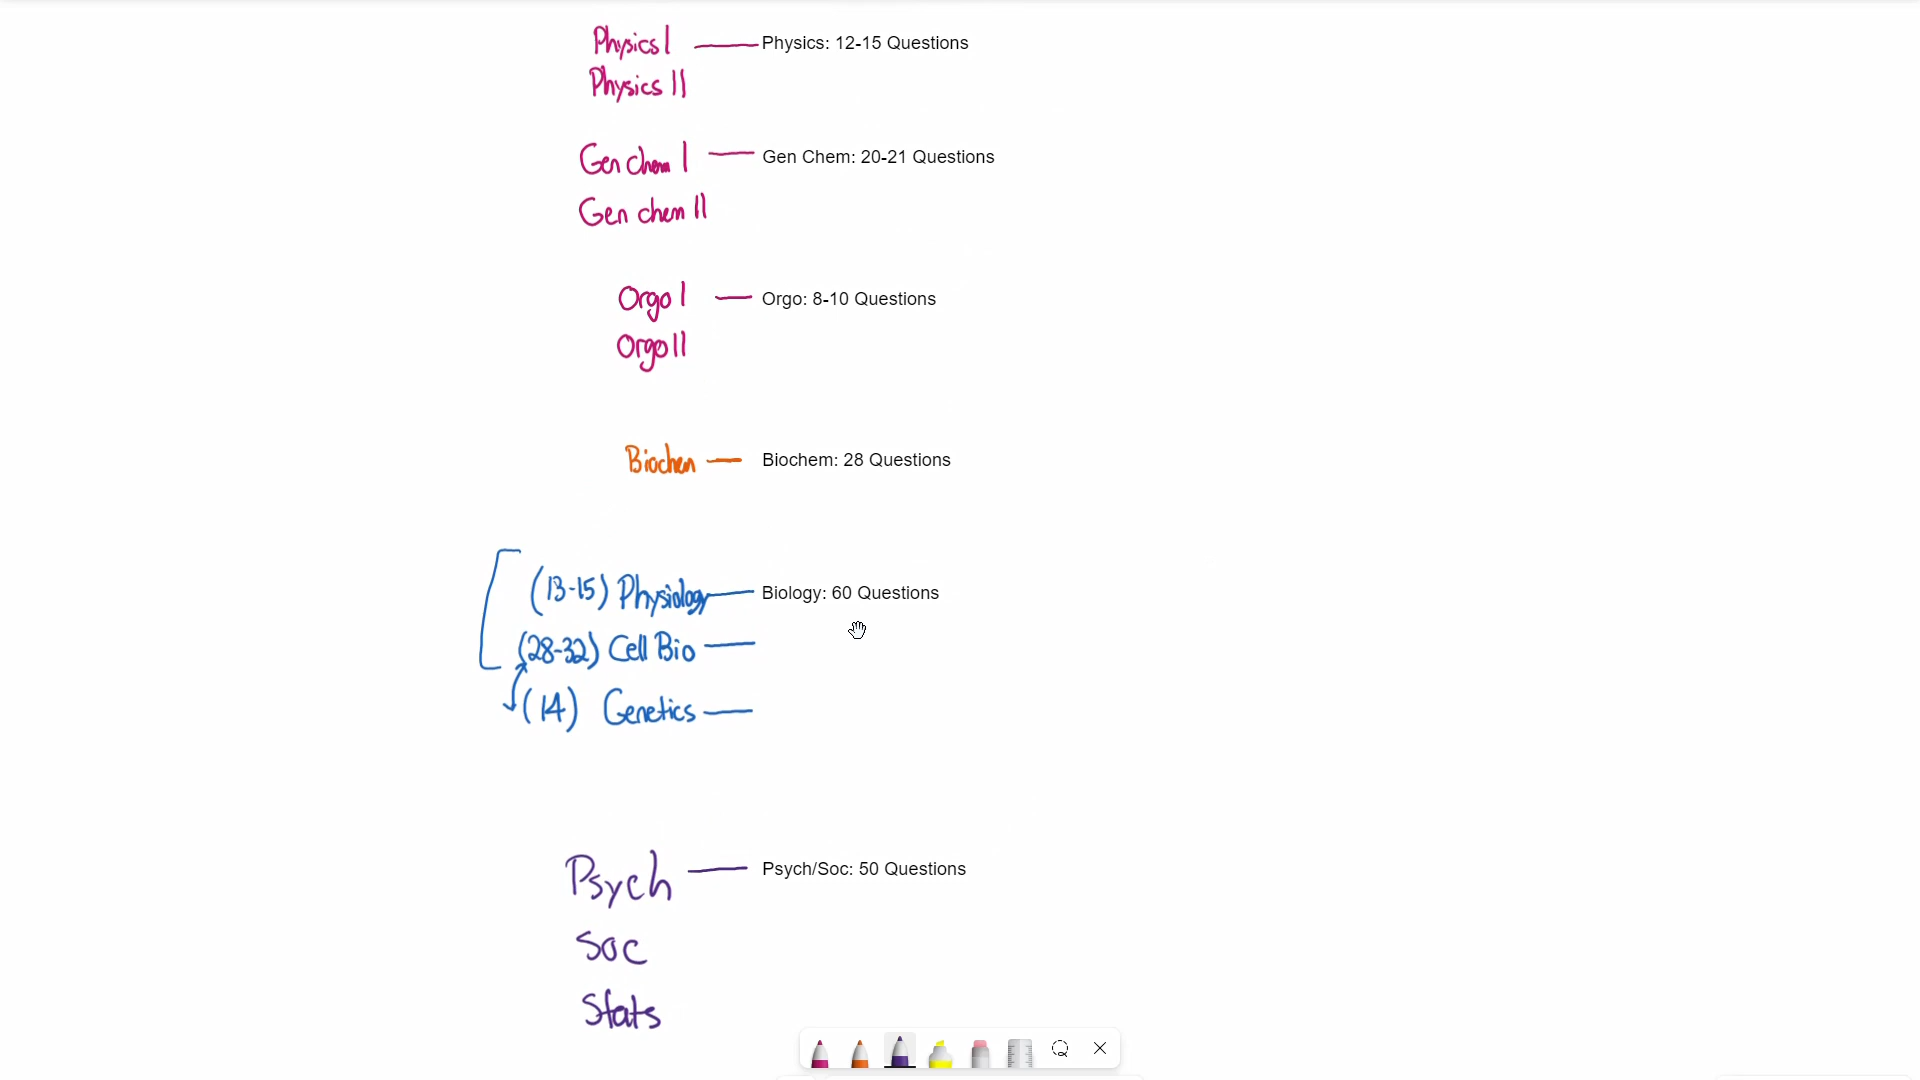 Physics I Physics: 12-15 Questions
Physics II
Gen chem I Gen Chem: 20-21 Questions
Gen chem II
Orgo I Orgo: 8-10 Questions
Orgo II
Biochem Biochem: 28 Questions
(13-15) Physiology Biology: 60 Questions
(28-32) Cell Bio
(14) Genetics
Psych Psych/Soc: 50 Questions
Soc
Stats